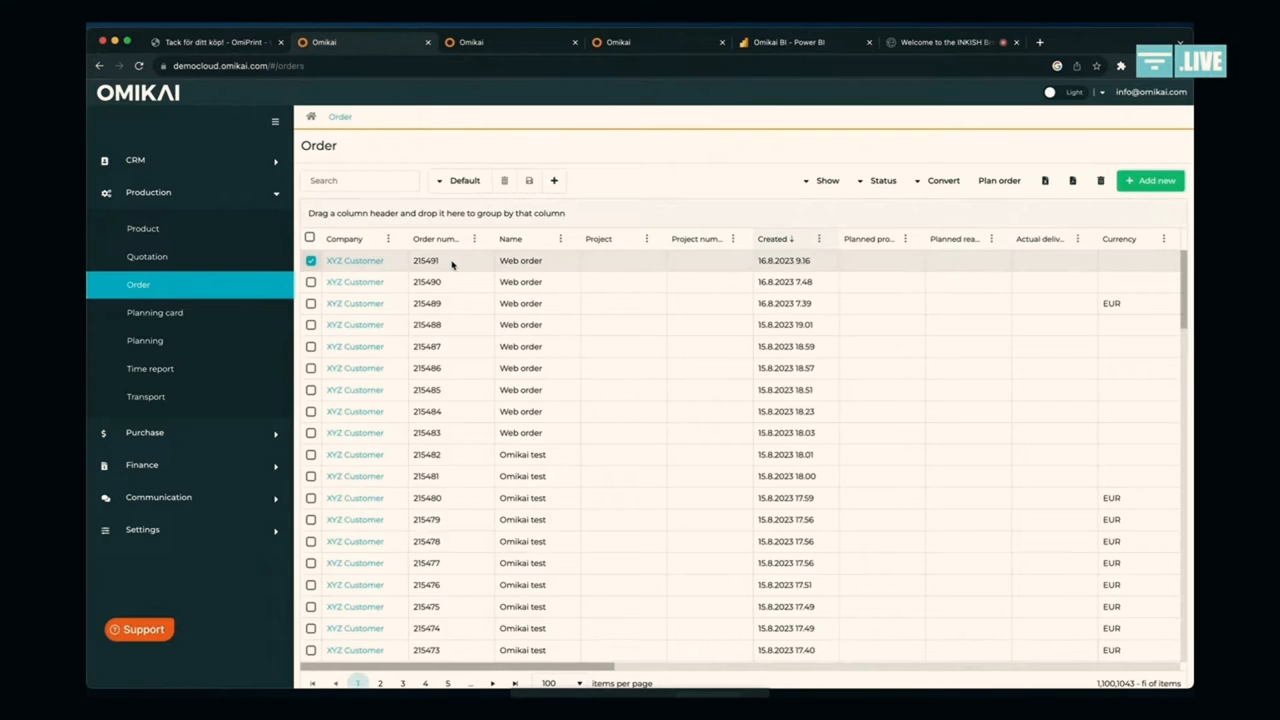 Tack för ditt köp! - OmiPrint - Omikai Omikai Omikai Omikai BI - Power BI Welcome to the INKISH B
democloud.omikai.com/#/orders
.LIVE
OMIKAI Light info@omikai.com
Order
Order
CRM
Production
Product
Quotation
Order
Planning card
Planning
Time report
Transport
Purchase
Finance
Communication
Settings
Support
Search Default Show Status Convert Plan order Add new
Drag a column header and drop it here to group by that column
Company Order num... Name Project Project num... Created ↓ Planned pro... Planned rea... Actual deliv... Currency
XYZ Customer 215491 Web order 16.8.2023 9.16
XYZ Customer 215490 Web order 16.8.2023 7.48
XYZ Customer 215489 Web order 16.8.2023 7.39 EUR
XYZ Customer 215488 Web order 15.8.2023 19.01
XYZ Customer 215487 Web order 15.8.2023 18.59
XYZ Customer 215486 Web order 15.8.2023 18.57
XYZ Customer 215485 Web order 15.8.2023 18.51
XYZ Customer 215484 Web order 15.8.2023 18.23
XYZ Customer 215483 Web order 15.8.2023 18.03
XYZ Customer 215482 Omikai test 15.8.2023 18.01
XYZ Customer 215481 Omikai test 15.8.2023 18.00
XYZ Customer 215480 Omikai test 15.8.2023 17.59 EUR
XYZ Customer 215479 Omikai test 15.8.2023 17.56 EUR
XYZ Customer 215478 Omikai test 15.8.2023 17.56 EUR
XYZ Customer 215477 Omikai test 15.8.2023 17.56 EUR
XYZ Customer 215476 Omikai test 15.8.2023 17.51 EUR
XYZ Customer 215475 Omikai test 15.8.2023 17.49 EUR
XYZ Customer 215474 Omikai test 15.8.2023 17.49 EUR
XYZ Customer 215473 Omikai test 15.8.2023 17.40 EUR
1 2 3 4 5 ... 100 items per page 1,100,1043 - fi of items